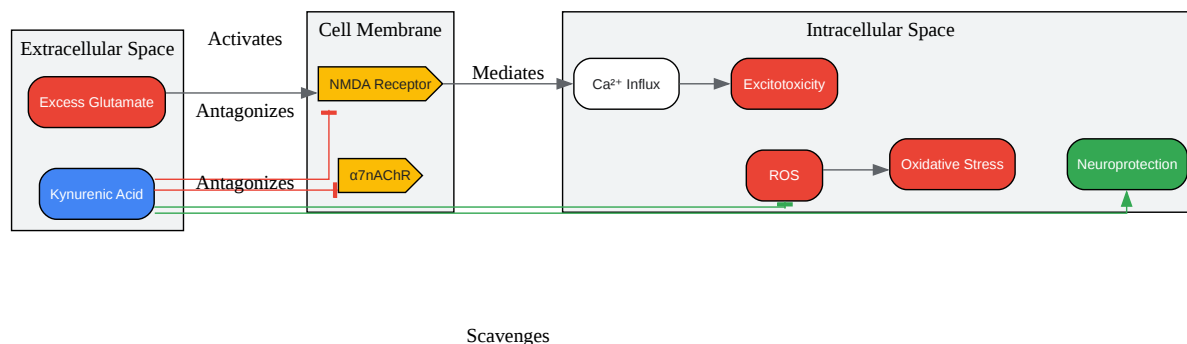 Extracellular Space
Activates
Cell Membrane
Intracellular Space
Excess Glutamate
NMDA Receptor
Mediates
Ca²⁺ Influx
Excitotoxicity
Antagonizes
Kynurenic Acid
Antagonizes
α7nAChR
ROS
Oxidative Stress
Neuroprotection
Scavenges